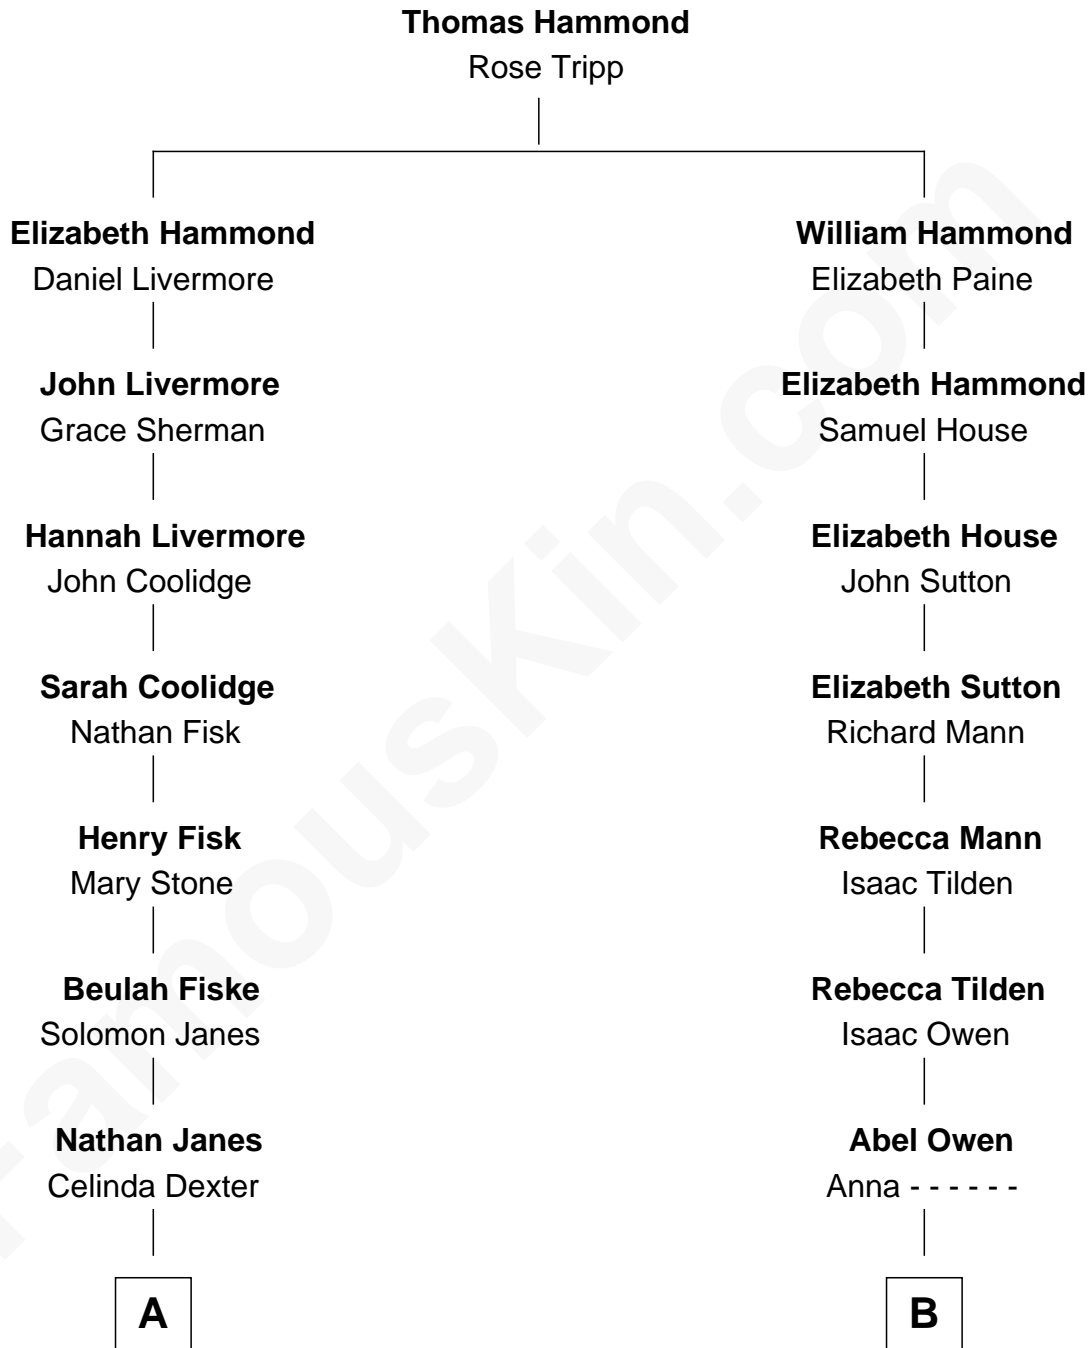 Thomas Hammond
Rose Tripp
Elizabeth Hammond
Daniel Livermore
William Hammond
Elizabeth Paine
John Livermore
Grace Sherman
Elizabeth Hammond
Samuel House
Hannah Livermore
John Coolidge
Elizabeth House
John Sutton
Sarah Coolidge
Nathan Fisk
Elizabeth Sutton
Richard Mann
Henry Fisk
Mary Stone
Rebecca Mann
Isaac Tilden
Beulah Fiske
Solomon Janes
Rebecca Tilden
Isaac Owen
Nathan Janes
Celinda Dexter
Abel Owen
Anna - - - - - -
A
B
FamousKin.com